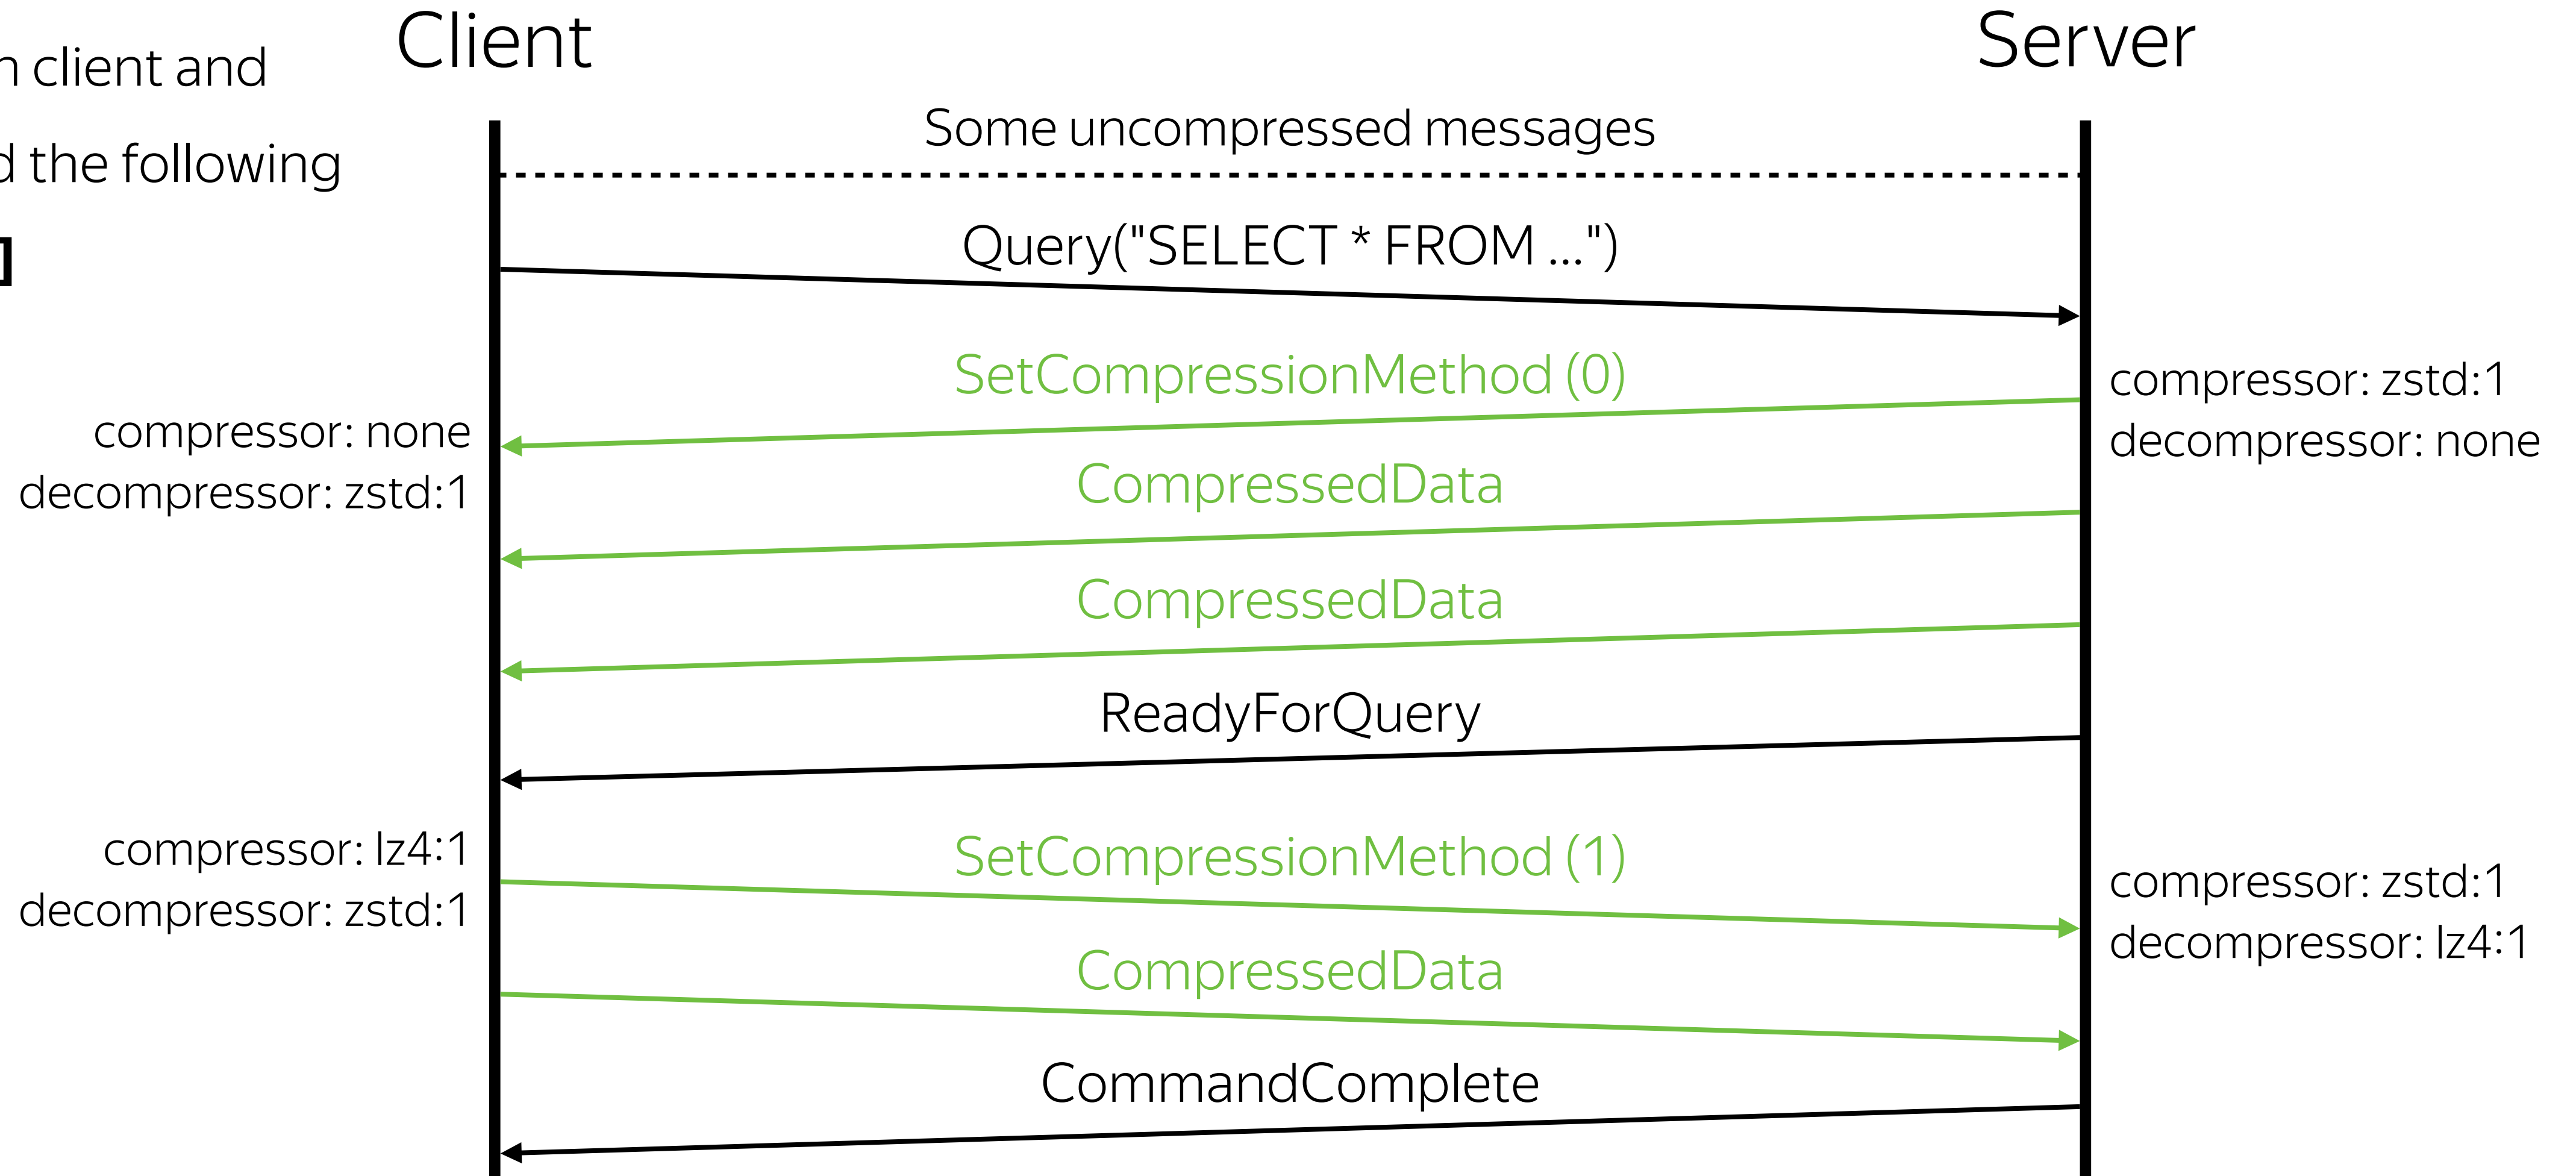 client and
the following
]
Client
Server
Some uncompressed messages
Query("SELECT * FROM ...")
SetCompressionMethod (0)
compressor: zstd:1
decompressor: none
compressor: none
decompressor: zstd:1
CompressedData
CompressedData
ReadyForQuery
compressor: lz4:1
decompressor: zstd:1
SetCompressionMethod (1)
compressor: zstd:1
decompressor: lz4:1
CompressedData
CommandComplete